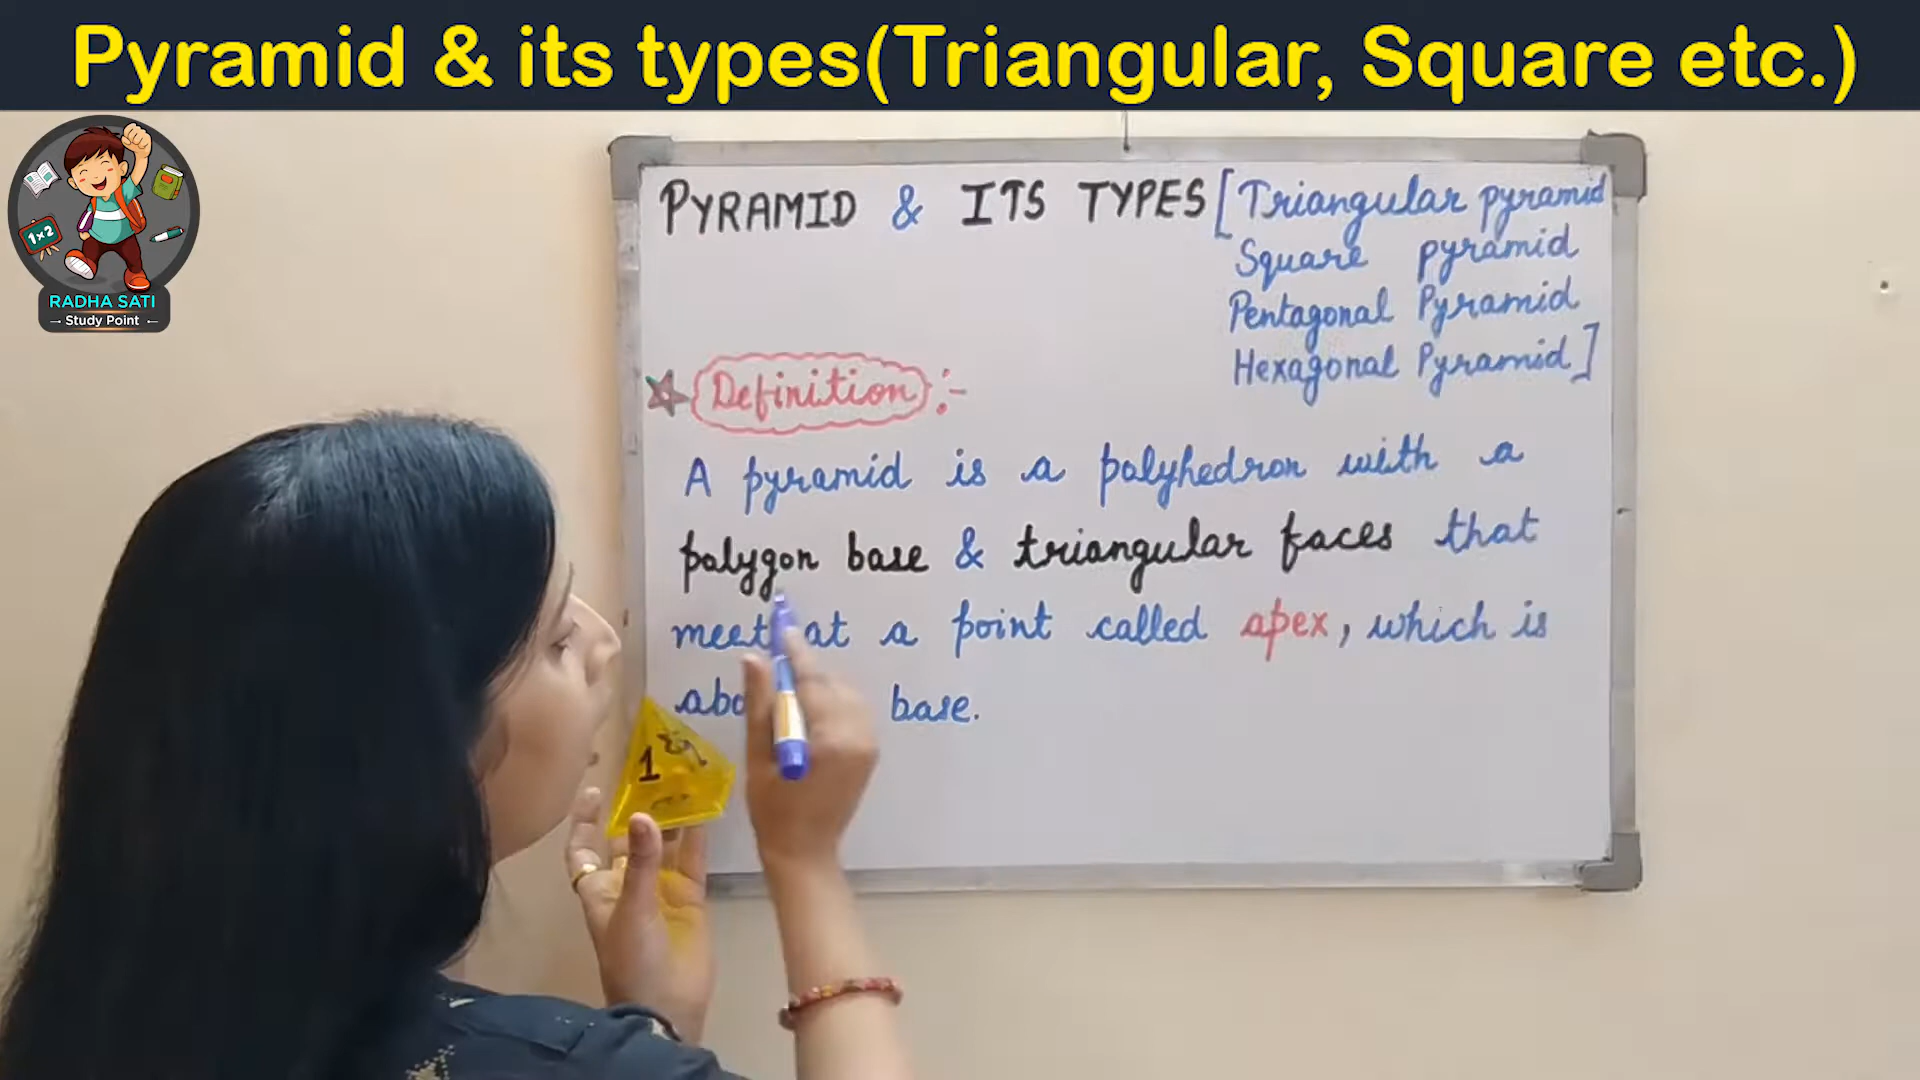 Pyramid & its types(Triangular, Square etc.)
1x2
RADHA SATI
Study Point
PYRAMID & ITS TYPES [Triangular pyramid
Square pyramid
Pentagonal Pyramid
Hexagonal Pyramid]
Definition :-
A pyramid is a polyhedron with a
polygon base & triangular faces that
meet at a point called apex, which is
base.
1